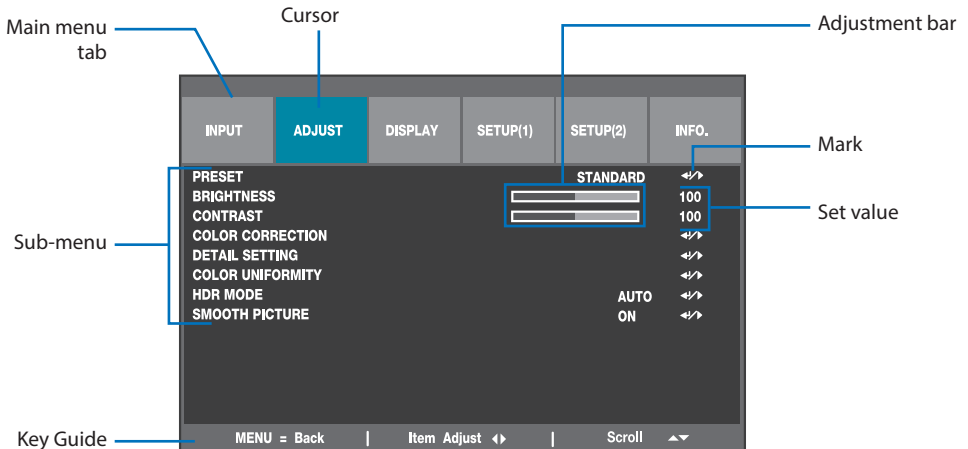 Cursor
Main menu tab
Adjustment bar
INPUT ADJUST DISPLAY SETUP(1) SETUP(2) INFO.
Mark
PRESET STANDARD
BRIGHTNESS 100
CONTRAST 100
Set value
COLOR CORRECTION
Sub-menu
DETAIL SETTING
COLOR UNIFORMITY
HDR MODE AUTO
SMOOTH PICTURE ON
Key Guide
MENU = Back | Item Adjust | Scroll